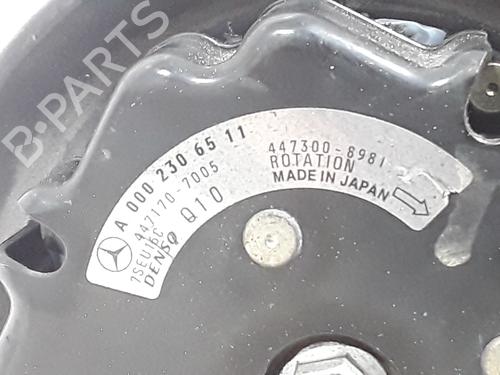 B-PARTS
A 000 230 65 11
447170-7005
7SEU16C
DENSO
Q10
447300-8981
ROTATION
MADE IN JAPAN